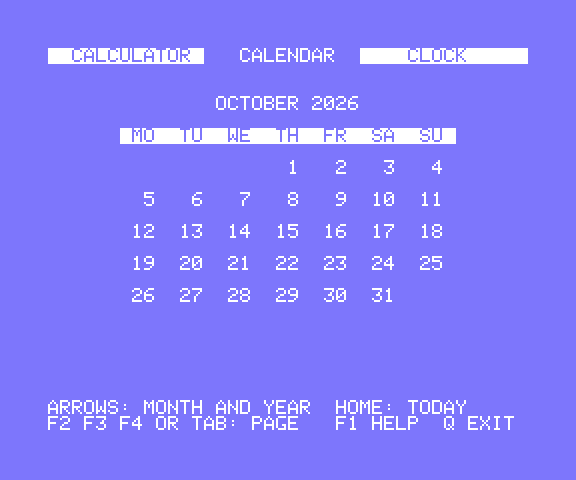 CALCULATOR CALENDAR CLOCK
OCTOBER 2026
MO TU WE TH FR SA SU
1 2 3 4
5 6 7 8 9 10 11
12 13 14 15 16 17 18
19 20 21 22 23 24 25
26 27 28 29 30 31
ARROWS: MONTH AND YEAR HOME: TODAY
F2 F3 F4 OR TAB: PAGE F1 HELP Q EXIT